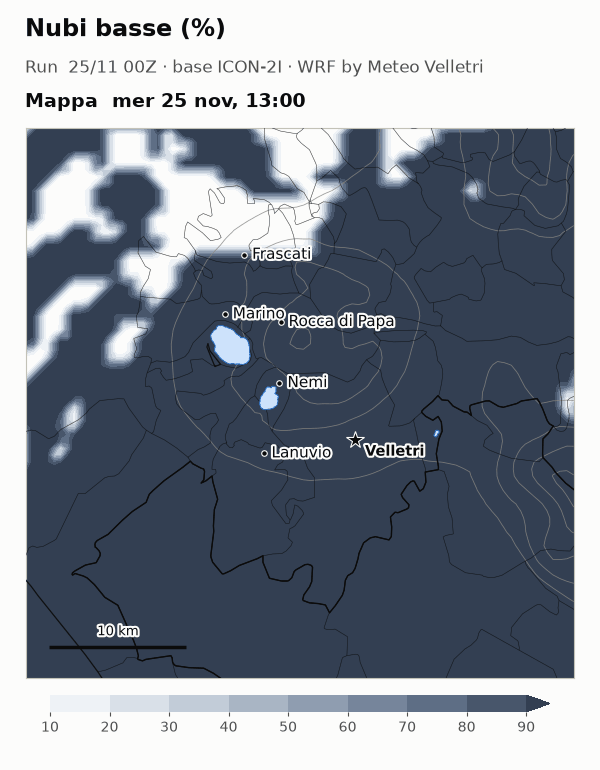 Nubi basse (%)
Run 25/11 00Z · base ICON-2I · WRF by Meteo Velletri
Mappa mer 25 nov, 13:00
Frascati
Marino
Rocca di Papa
Nemi
Velletri
Lanuvio
10 km
10 20 30 40 50 60 70 80 90